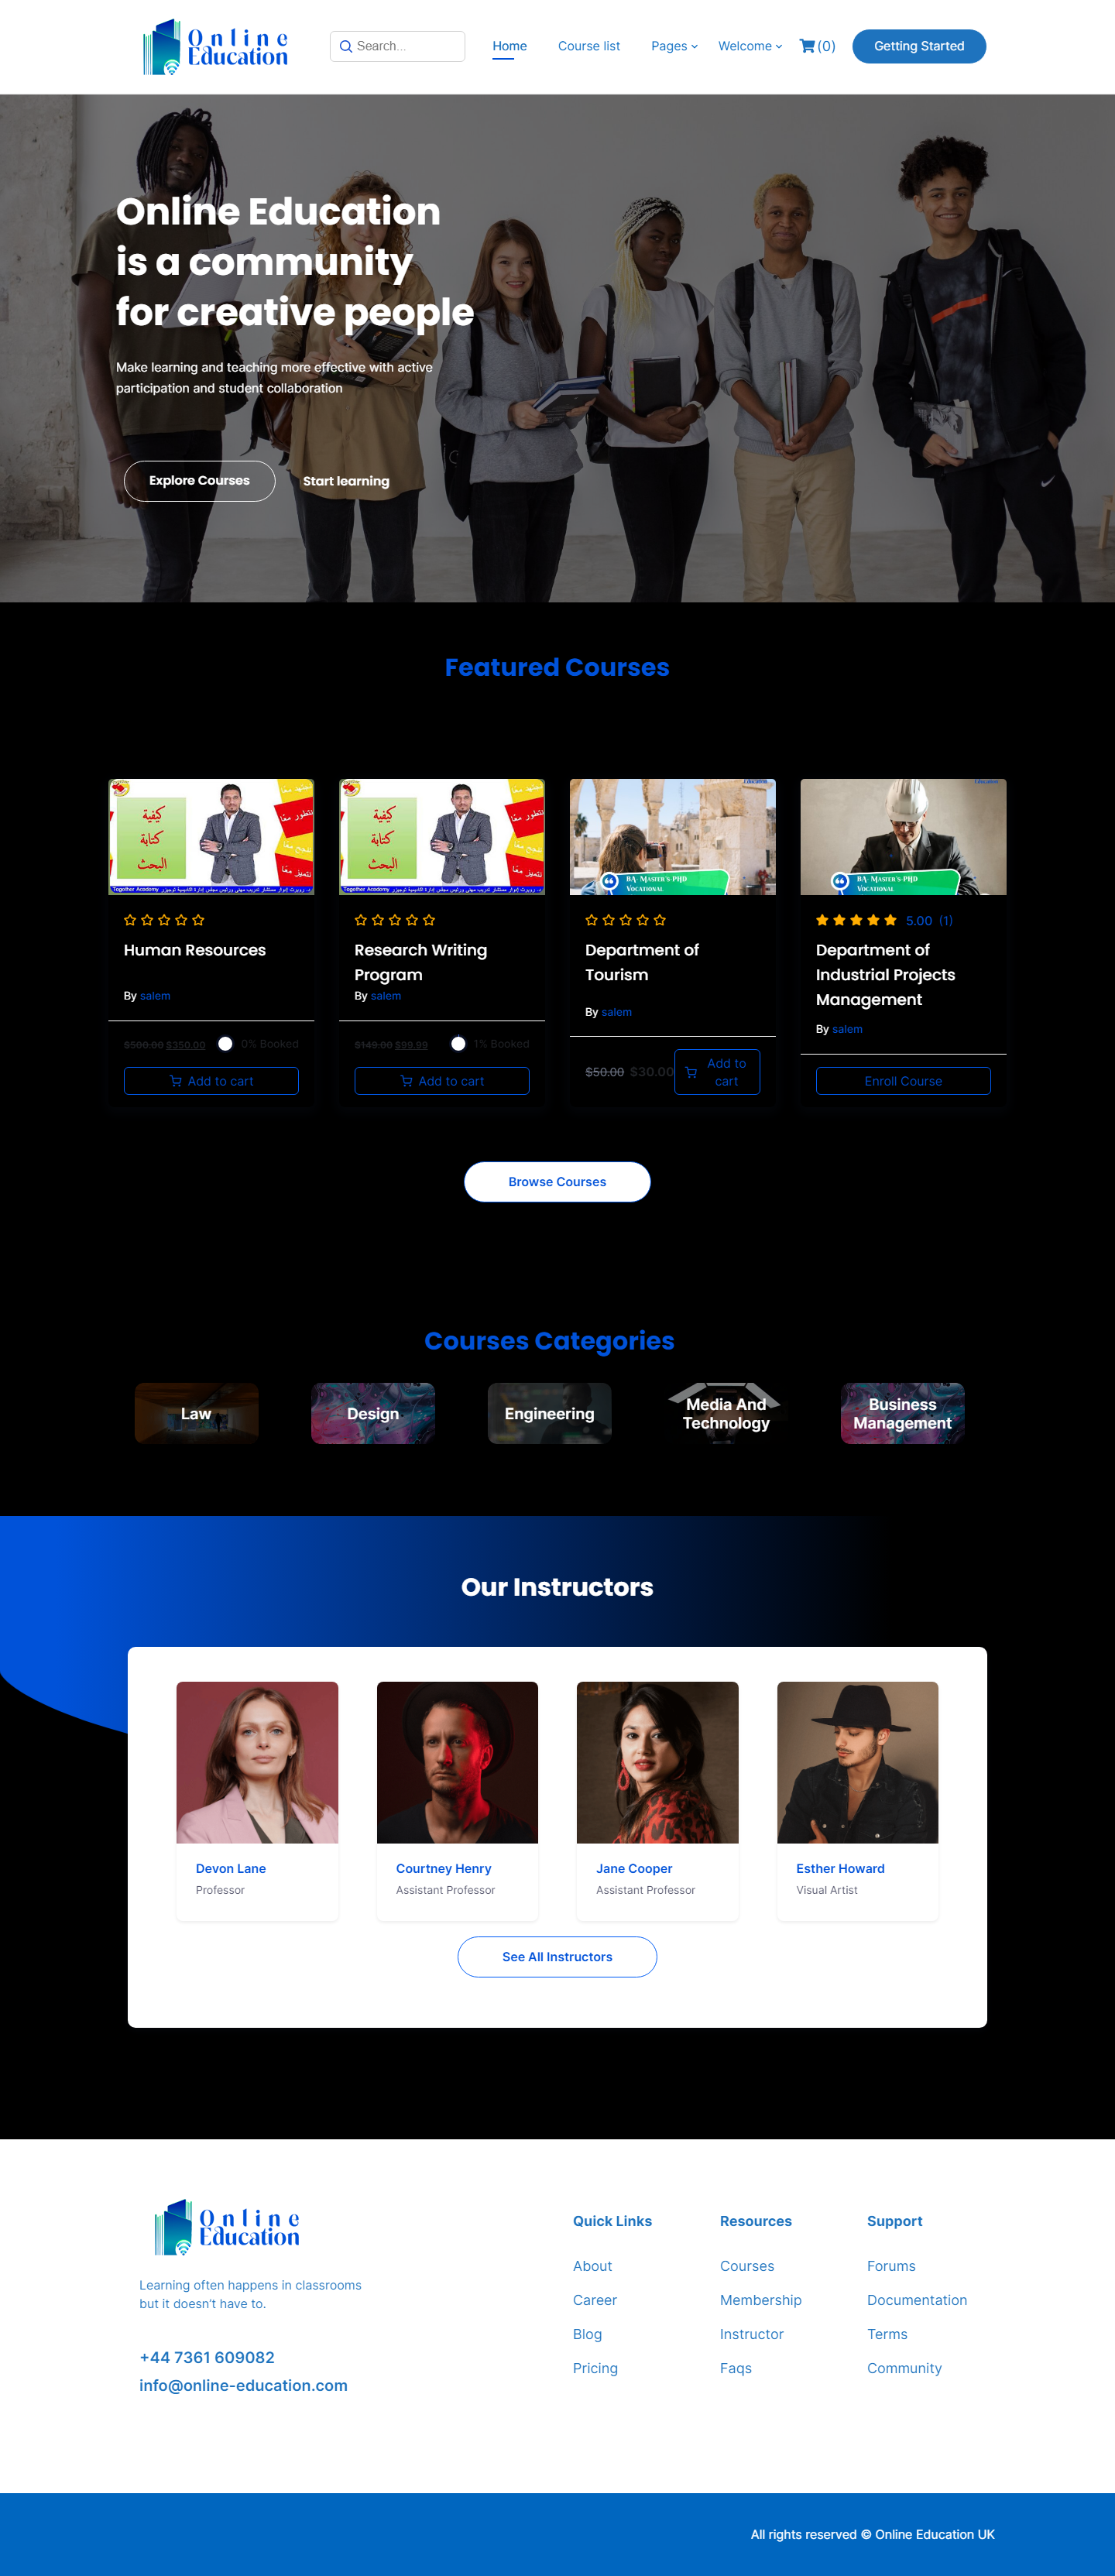 Online
Education
Search...
Home
Course list
Pages
Welcome
(0)
Getting Started
Online Education
is a community
for creative people
Make learning and teaching more effective with active
participation and student collaboration
Explore Courses
Start learning
Featured Courses
كيفية
كتابة
البحث
Together Academy
Human Resources
By salem
$500.00 $350.00
0% Booked
Add to cart
كيفية
كتابة
البحث
Together Academy
Research Writing
Program
By salem
$149.00 $99.99
1% Booked
Add to cart
Education
BA-Master's-PHD
Vocational
Department of
Tourism
By salem
$50.00 $30.00
Add to
cart
Education
BA-Master's-PHD
Vocational
5.00 (1)
Department of
Industrial Projects
Management
By salem
Enroll Course
Browse Courses
Courses Categories
Law
Design
Engineering
Media And
Technology
Business
Management
Our Instructors
Devon Lane
Professor
Courtney Henry
Assistant Professor
Jane Cooper
Assistant Professor
Esther Howard
Visual Artist
See All Instructors
Online
Education
Learning often happens in classrooms
but it doesn't have to.
+44 7361 609082
info@online-education.com
Quick Links
About
Career
Blog
Pricing
Resources
Courses
Membership
Instructor
Faqs
Support
Forums
Documentation
Terms
Community
All rights reserved © Online Education UK